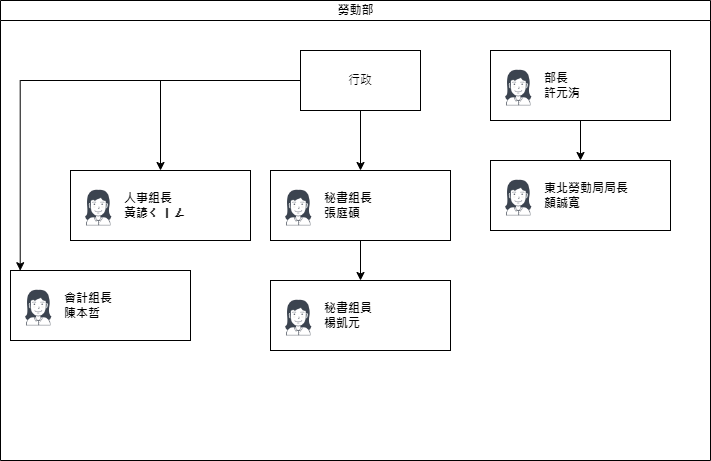 勞動部
行政
部長
許元洧
人事組長
黃諺ㄑㄧㄥ
秘書組長
張庭碩
東北勞動局局長
顏誠寬
會計組長
陳本哲
秘書組員
楊凱元